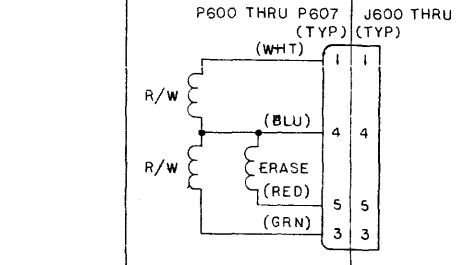 P600 THRU P607 J600 THRU
(TYP) (TYP)
(WHT) 1 1
R/W
(BLU) 4 4
R/W ERASE
(RED) 5 5
(GRN) 3 3